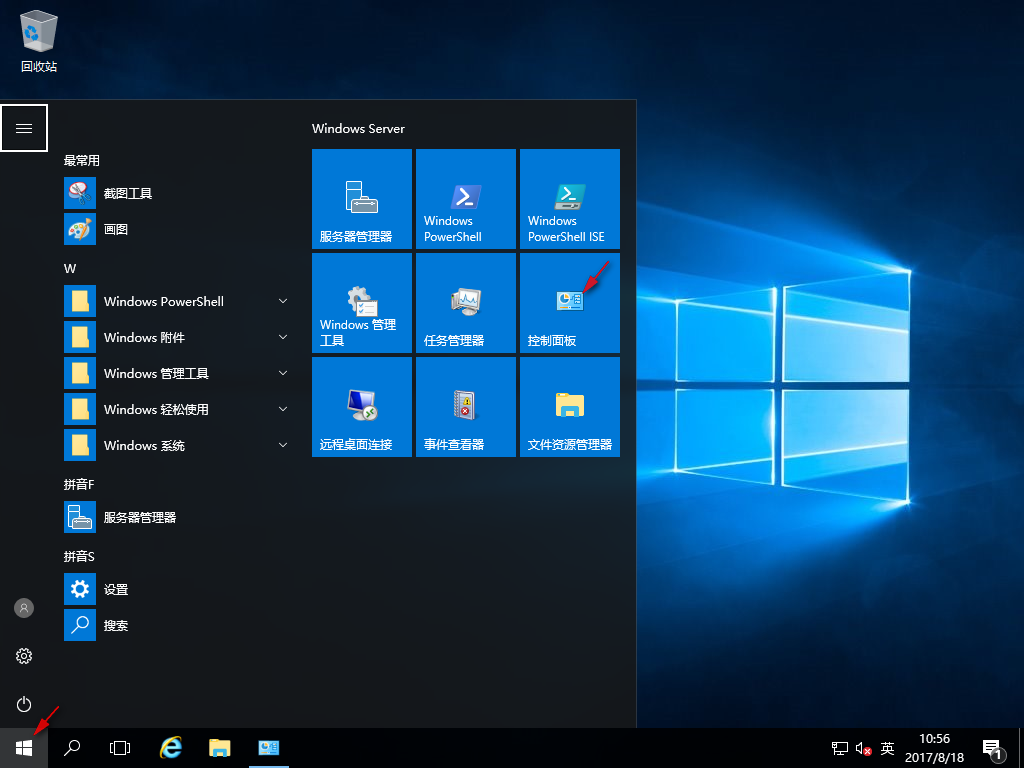 回收站
Windows Server
最常用
截图工具
画图
W
Windows PowerShell
Windows 附件
Windows 管理工具
Windows 轻松使用
Windows 系统
拼音F
服务器管理器
拼音S
设置
搜索
服务器管理器
Windows
PowerShell
Windows
PowerShell ISE
Windows 管理
工具
任务管理器
控制面板
远程桌面连接
事件查看器
文件资源管理器
英
10:56
2017/8/18
1